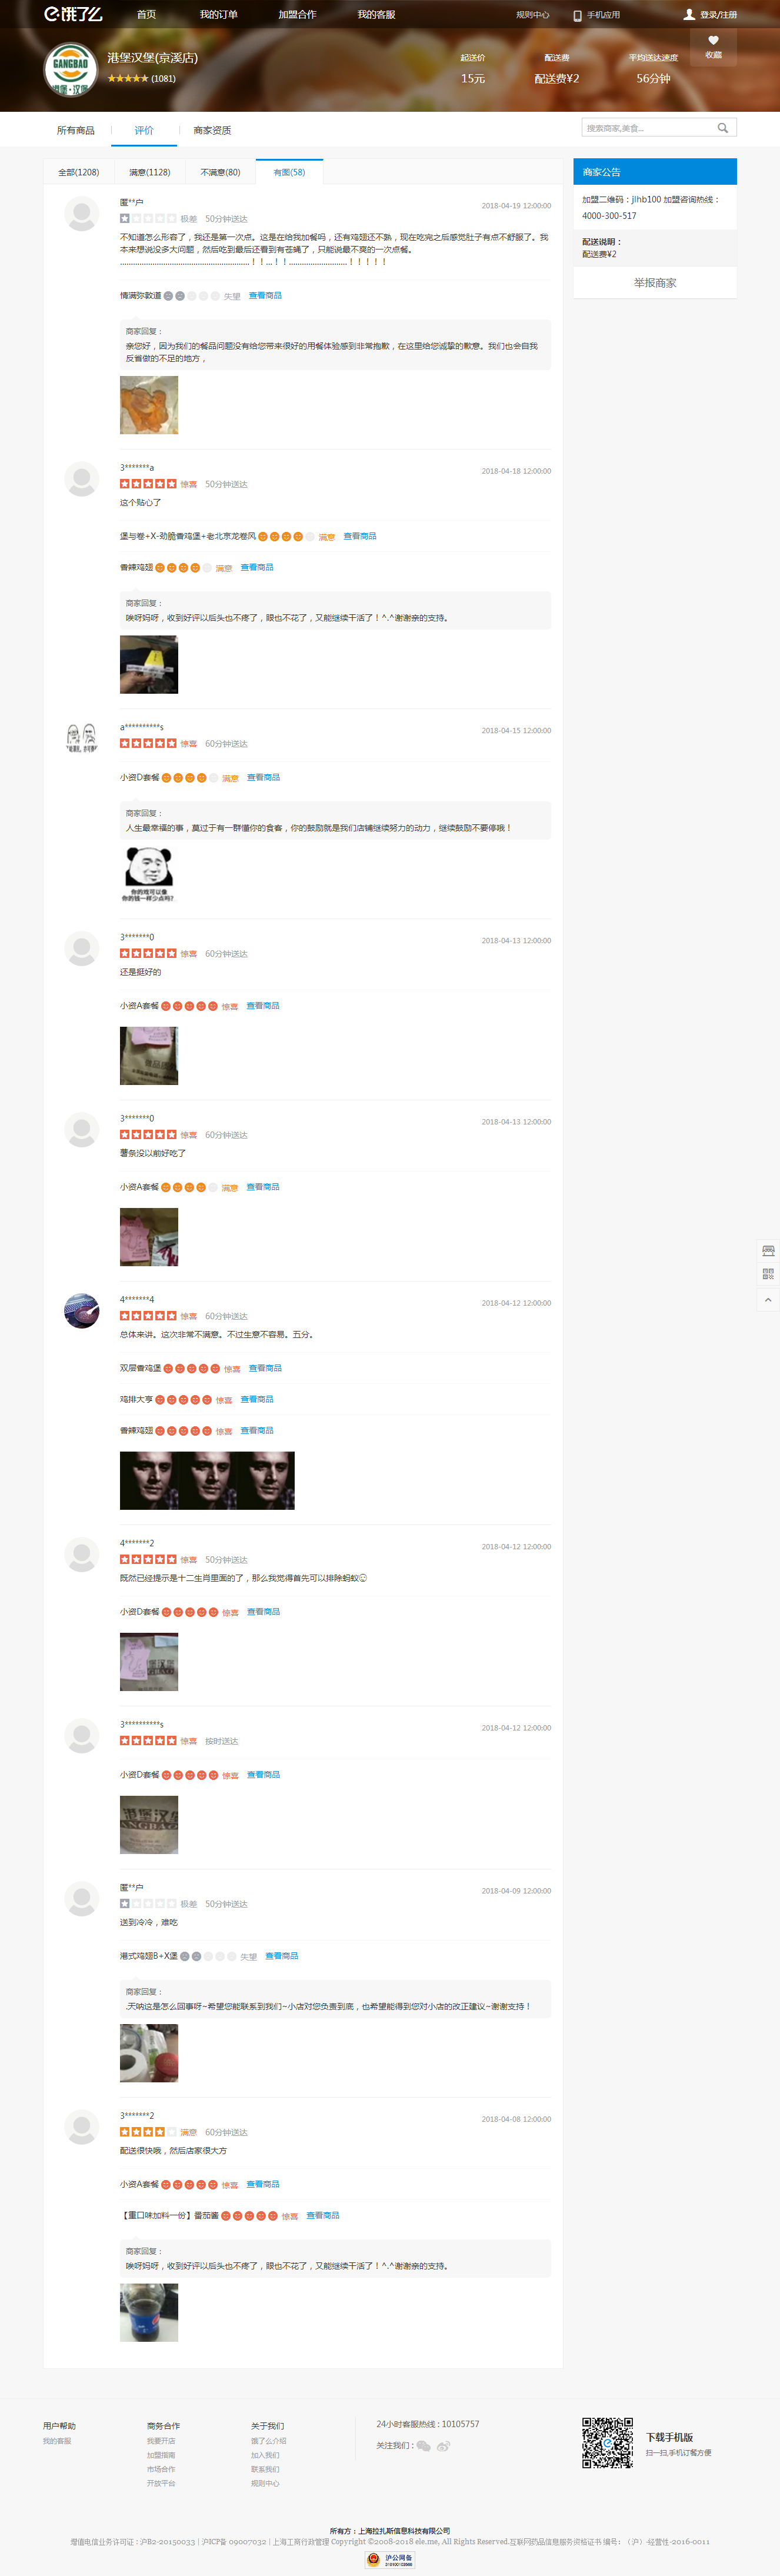 饿了么 首页 我的订单 加盟合作 我的客服 规则中心 手机应用 登录/注册
GANGBAO
港堡·汉堡
港堡汉堡(京溪店)
(1081)
起送价 配送费 平均送达速度
15元 配送费¥2 56分钟
收藏
所有商品 评价 商家资质
搜索商家,美食...
全部(1208) 满意(1128) 不满意(80) 有图(58)
商家公告
加盟二维码：jlhb100 加盟咨询热线：
4000-300-517
配送说明：
配送费¥2
举报商家
匿**户 2018-04-19 12:00:00
极差 50分钟送达
不知道怎么形容了，我还是第一次点。这是在给我加餐吗，还有鸡翅还不熟，现在吃完之后感觉肚子有点不舒服了。我
本来想说没多大问题，然后吃到最后还看到有苍蝇了，只能说最不爽的一次点餐。
情满弥敦道 失望 查看商品
商家回复：
亲您好，因为我们的餐品问题没有给您带来很好的用餐体验感到非常抱歉，在这里给您诚挚的歉意。我们也会自我
反省做的不足的地方，
3*******a 2018-04-18 12:00:00
惊喜 50分钟送达
这个贴心了
堡与卷+X-劲脆香鸡堡+老北京龙卷风 满意 查看商品
香辣鸡翅 满意 查看商品
商家回复：
唉呀妈呀，收到好评以后头也不疼了，眼也不花了，又能继续干活了！^.^谢谢亲的支持。
a**********s 2018-04-15 12:00:00
惊喜 60分钟送达
小资D套餐 满意 查看商品
商家回复：
人生最幸福的事，莫过于有一群懂你的食客，你的鼓励就是我们店铺继续努力的动力，继续鼓励不要停哦！
你的戏可以像
你的钱一样少点吗?
3*******0 2018-04-13 12:00:00
惊喜 60分钟送达
还是挺好的
小资A套餐 惊喜 查看商品
3*******0 2018-04-13 12:00:00
惊喜 60分钟送达
薯条没以前好吃了
小资A套餐 满意 查看商品
4*******4 2018-04-12 12:00:00
惊喜 60分钟送达
总体来讲。这次非常不满意。不过生意不容易。五分。
双层香鸡堡 惊喜 查看商品
鸡排大亨 惊喜 查看商品
香辣鸡翅 惊喜 查看商品
4*******2 2018-04-12 12:00:00
惊喜 50分钟送达
既然已经提示是十二生肖里面的了，那么我觉得首先可以排除蚂蚁
小资D套餐 惊喜 查看商品
3**********s 2018-04-12 12:00:00
惊喜 按时送达
小资D套餐 惊喜 查看商品
港堡汉堡
匿**户 2018-04-09 12:00:00
极差 50分钟送达
送到冷冷，难吃
港式鸡翅B+X堡 失望 查看商品
商家回复：
.天呐这是怎么回事呀~希望您能联系到我们~小店对您负责到底，也希望能得到您对小店的改正建议~谢谢支持！
3*******2 2018-04-08 12:00:00
满意 60分钟送达
配送很快哦，然后店家很大方
小资A套餐 惊喜 查看商品
【重口味加料一份】番茄酱 惊喜 查看商品
商家回复：
唉呀妈呀，收到好评以后头也不疼了，眼也不花了，又能继续干活了！^.^谢谢亲的支持。
用户帮助 商务合作 关于我们
我的客服 我要开店 饿了么介绍
加盟指南 加入我们
市场合作 联系我们
开放平台 规则中心
24小时客服热线 : 10105757
关注我们 :
下载手机版
扫一扫,手机订餐方便
所有方：上海拉扎斯信息科技有限公司
增值电信业务许可证 : 沪B2-20150033 | 沪ICP备 09007032 | 上海工商行政管理 Copyright ©2008-2018 ele.me, All Rights Reserved.互联网药品信息服务资格证书 编号：（沪）-经营性-2016-0011
沪公网备